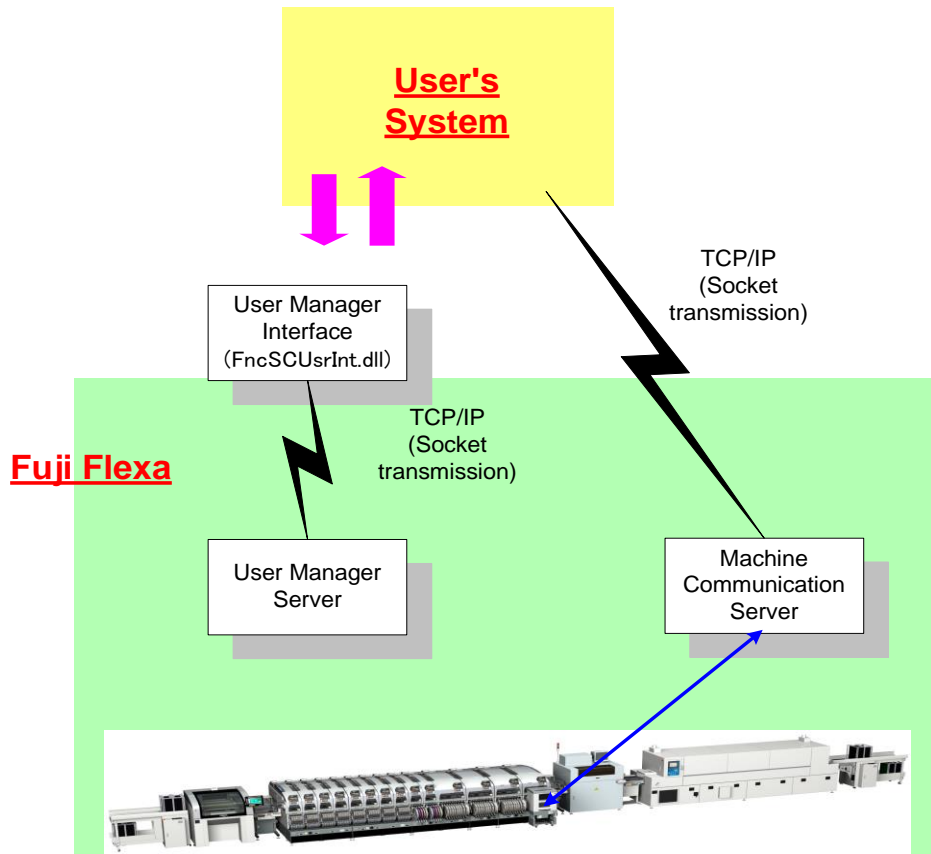 User's
System
TCP/IP
(Socket
transmission)
User Manager
Interface
(FncSCUsrInt.dll)
TCP/IP
(Socket
transmission)
Fuji Flexa
User Manager
Server
Machine
Communication
Server